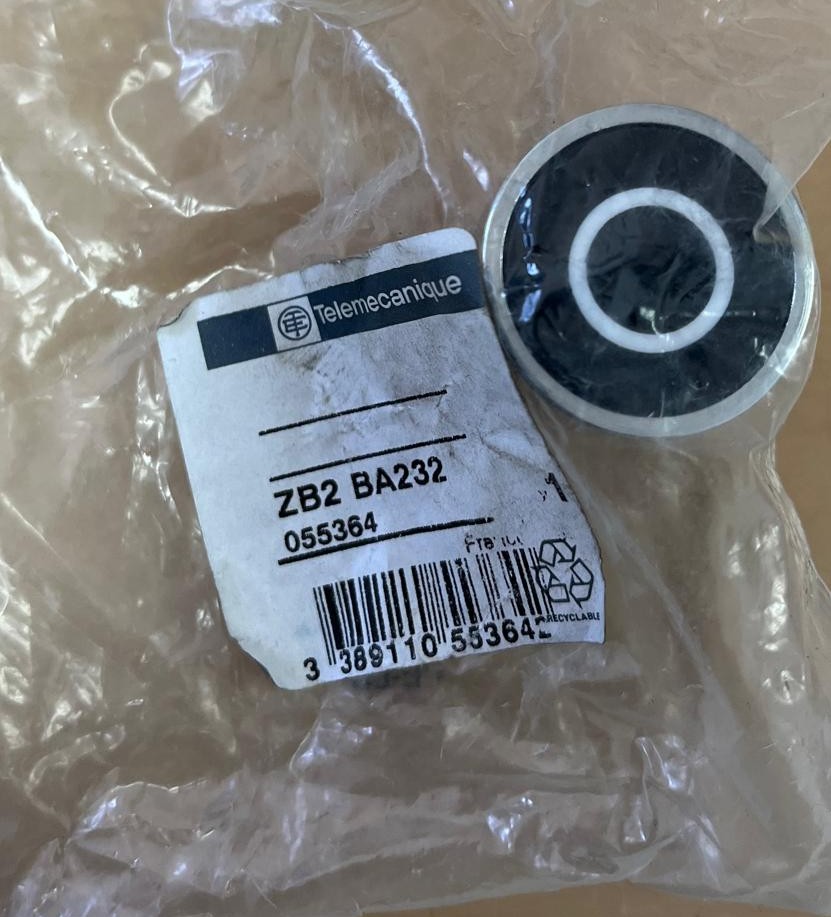 Telemecanique
ZB2 BA232
055364
1
3 389110 553642
RECYCLABLE